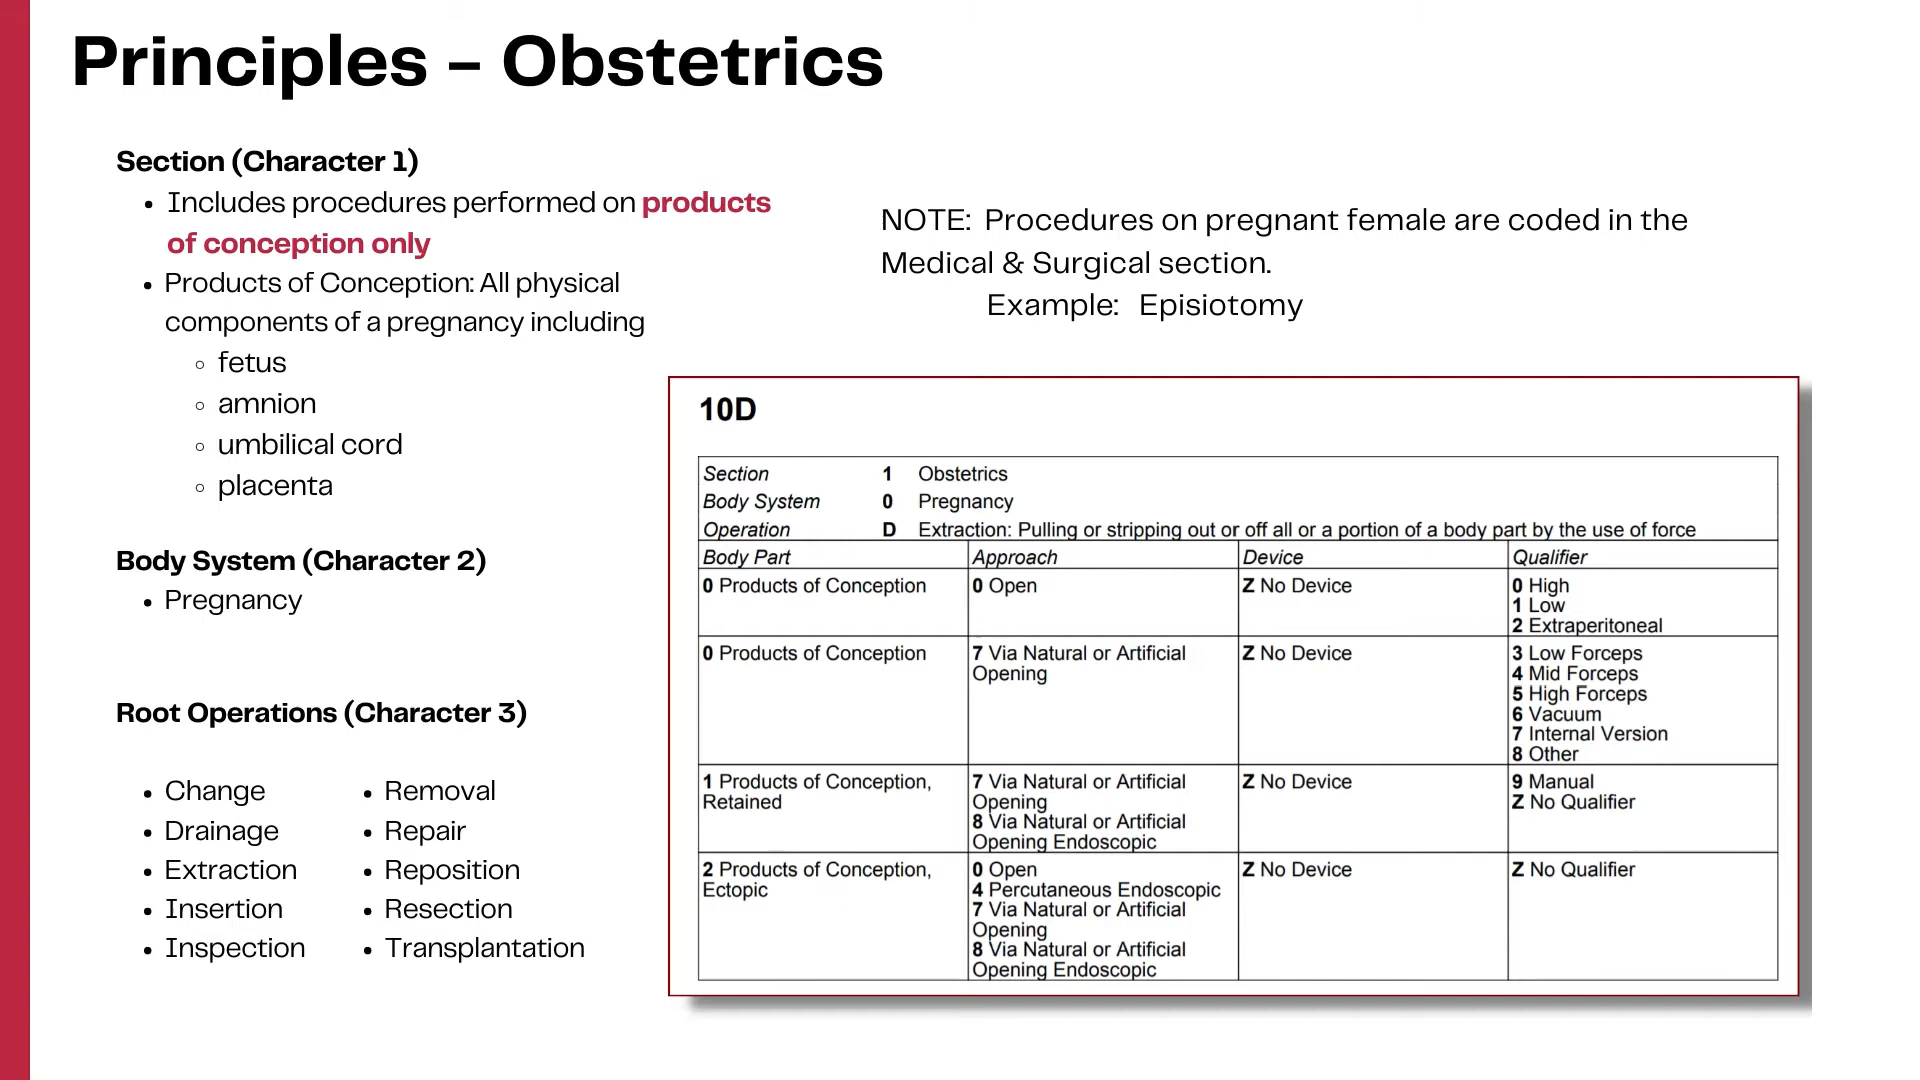 Principles – Obstetrics
Section (Character 1)
• Includes procedures performed on products
of conception only
• Products of Conception: All physical
components of a pregnancy including
◦ fetus
◦ amnion
◦ umbilical cord
◦ placenta
Body System (Character 2)
• Pregnancy
Root Operations (Character 3)
• Change
• Drainage
• Extraction
• Insertion
• Inspection
• Removal
• Repair
• Reposition
• Resection
• Transplantation
NOTE: Procedures on pregnant female are coded in the
Medical & Surgical section.
Example: Episiotomy
10D
Section 1 Obstetrics
Body System 0 Pregnancy
Operation D Extraction: Pulling or stripping out or off all or a portion of a body part by the use of force
Body Part Approach Device Qualifier
0 Products of Conception 0 Open Z No Device 0 High
1 Low
2 Extraperitoneal
0 Products of Conception 7 Via Natural or Artificial Z No Device 3 Low Forceps
Opening 4 Mid Forceps
5 High Forceps
6 Vacuum
7 Internal Version
8 Other
1 Products of Conception, 7 Via Natural or Artificial Z No Device 9 Manual
Retained Opening Z No Qualifier
8 Via Natural or Artificial
Opening Endoscopic
2 Products of Conception, 0 Open Z No Device Z No Qualifier
Ectopic 4 Percutaneous Endoscopic
7 Via Natural or Artificial
Opening
8 Via Natural or Artificial
Opening Endoscopic